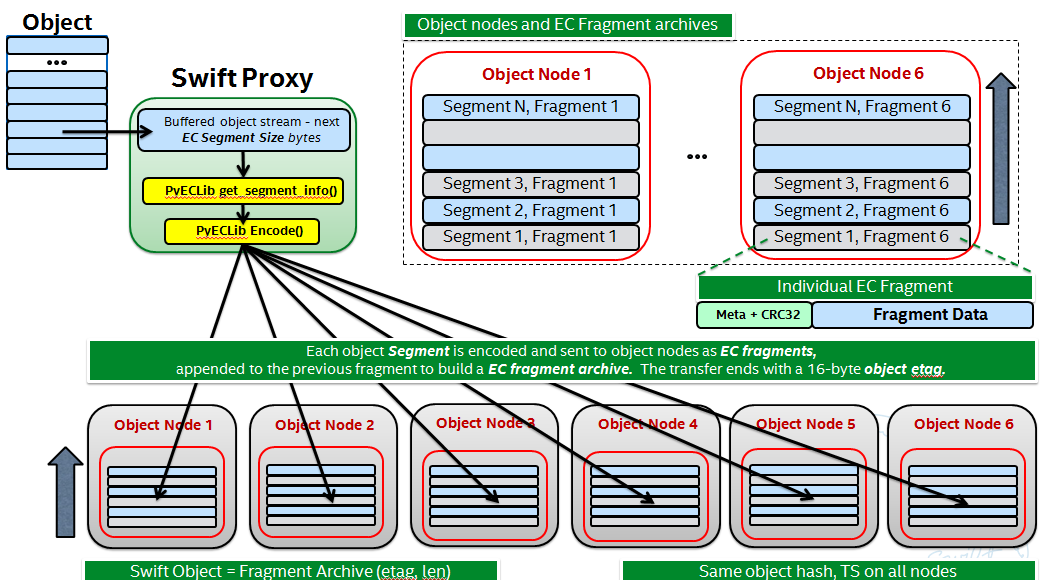 Object
•••
Swift Proxy
Buffered object stream – next
EC Segment Size bytes
PyECLib get_segment_info()
PyECLib Encode()
Object nodes and EC Fragment archives
Object Node 1
Segment N, Fragment 1
Segment 3, Fragment 1
Segment 2, Fragment 1
Segment 1, Fragment 1
•••
Object Node 6
Segment N, Fragment 6
Segment 3, Fragment 6
Segment 2, Fragment 6
Segment 1, Fragment 6
Individual EC Fragment
Meta + CRC32
Fragment Data
Each object Segment is encoded and sent to object nodes as EC fragments,
appended to the previous fragment to build a EC fragment archive. The transfer ends with a 16-byte object etag.
Object Node 1
Object Node 2
Object Node 3
Object Node 4
Object Node 5
Object Node 6
Swift Object = Fragment Archive (etag, len)
Same object hash, TS on all nodes